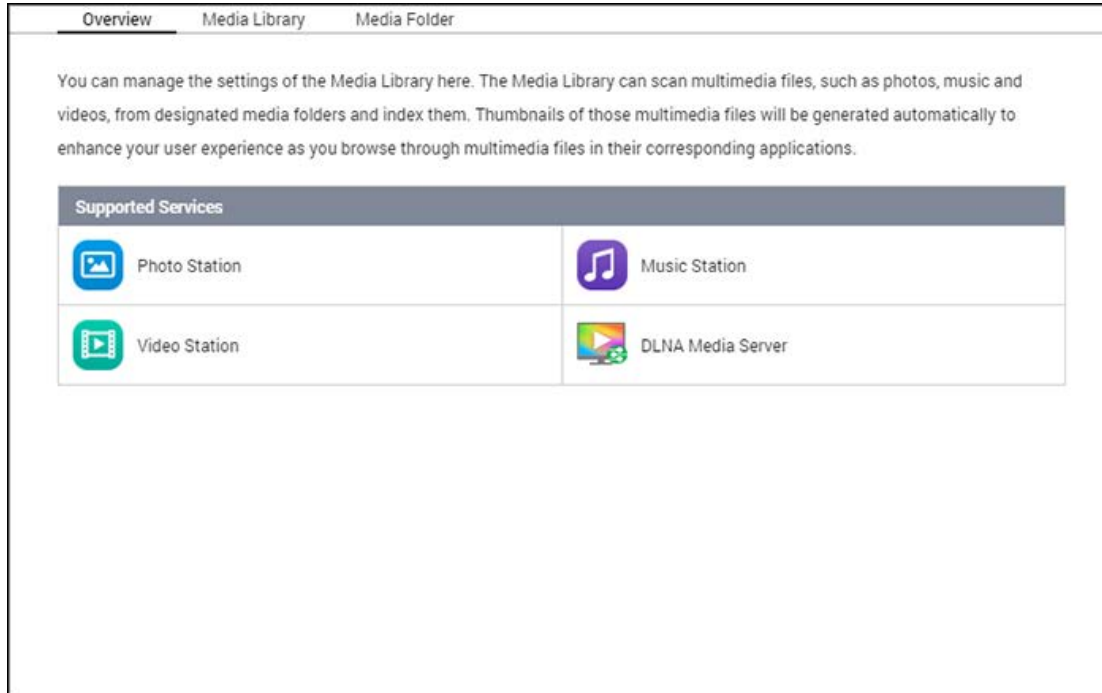 Overview Media Library Media Folder
You can manage the settings of the Media Library here. The Media Library can scan multimedia files, such as photos, music and
videos, from designated media folders and index them. Thumbnails of those multimedia files will be generated automatically to
enhance your user experience as you browse through multimedia files in their corresponding applications.
Supported Services
Photo Station Music Station
Video Station DLNA Media Server